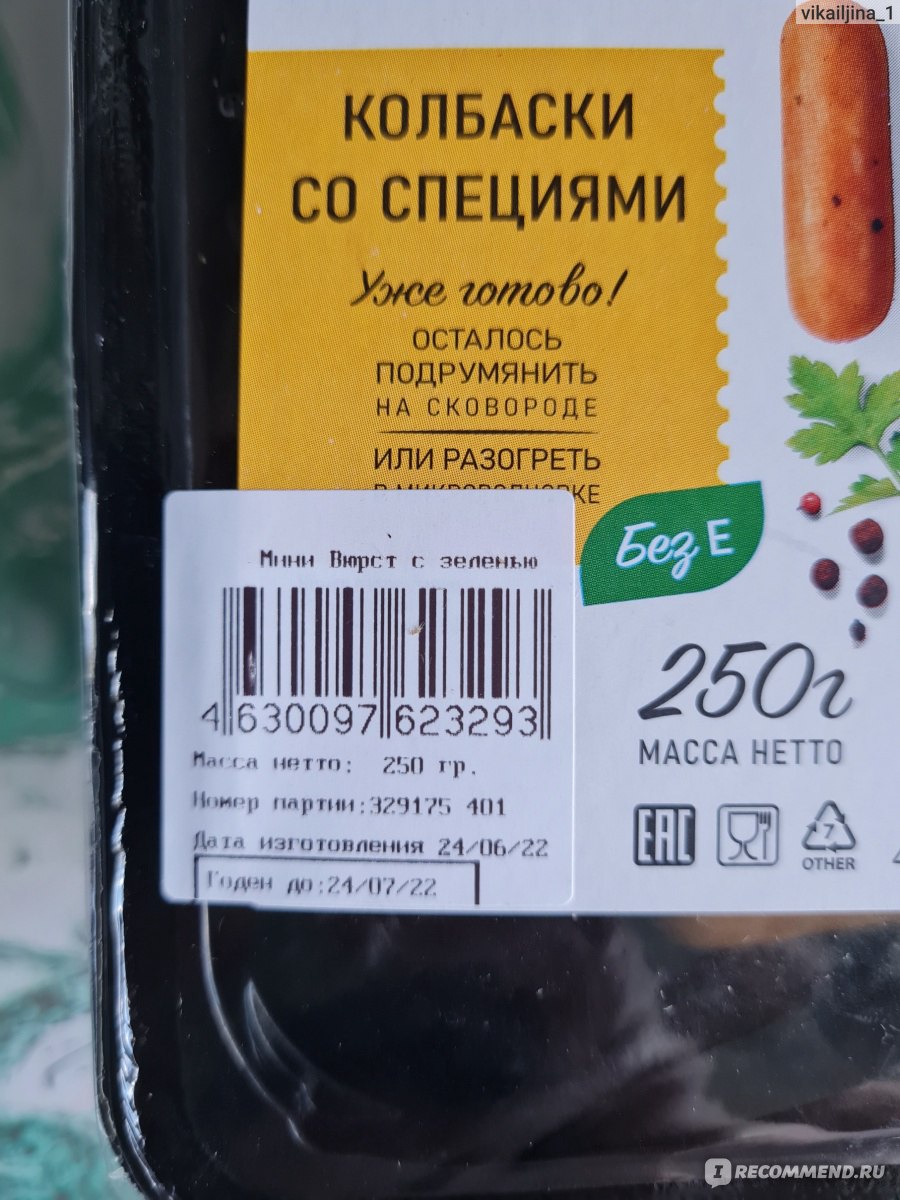 vikailjina_1
КОЛБАСКИ
СО СПЕЦИЯМИ
Уже готово!
ОСТАЛОСЬ
ПОДРУМЯНИТЬ
НА СКОВОРОДЕ
ИЛИ РАЗОГРЕТЬ
В МИКРОВОЛНОВКЕ
Без Е
Мини Вюрст с зеленью
4 630097 623293
Масса нетто: 250 гр.
Номер партии:329175 401
Дата изготовления 24/06/22
Годен до:24/07/22
250г
МАССА НЕТТО
EAC
7
OTHER
IRECOMMEND.RU